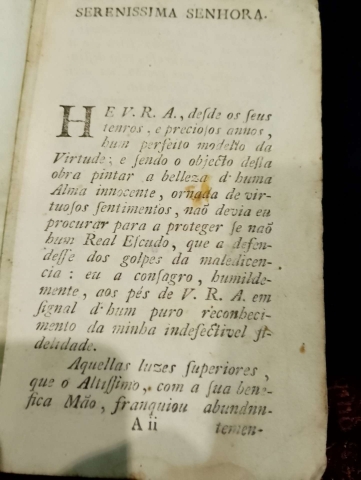 SERENISSIMA SENHORA.
HE V. R. A., deſde os ſeus
tenros, e precioſos annos,
hum perfeito modello da
Virtude; e ſendo o objecto deſta
obra pintar a belleza d'huma
Alma innocente, ornada de vir-
tuoſos ſentimentos, naõ devia eu
procurar para a proteger ſe naõ
hum Real Eſcudo, que a defen-
deſſe dos golpes da maledicen-
cia: eu a conſagro, humilde-
mente, aos pés de V. R. A. em
ſignal d'hum puro reconheci-
mento da minha indefectivel fi-
delidade.
Aquellas luzes ſuperiores,
que o Altiſſimo, com a ſua bene-
fica Mão, franquiou abundan-
A ii temen-